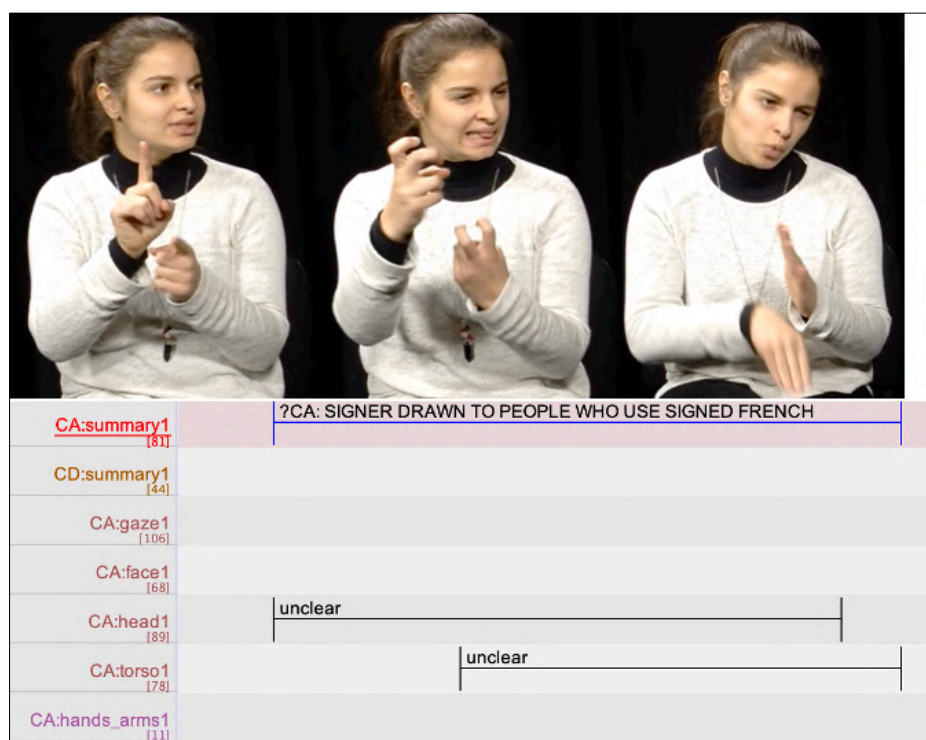 ?CA: SIGNER DRAWN TO PEOPLE WHO USE SIGNED FRENCH
CA:summary1
[81]
CD:summary1
[44]
CA:gaze1
[106]
CA:face1
[68]
unclear
CA:head1
[89]
unclear
CA:torso1
[78]
CA:hands_arms1
[11]